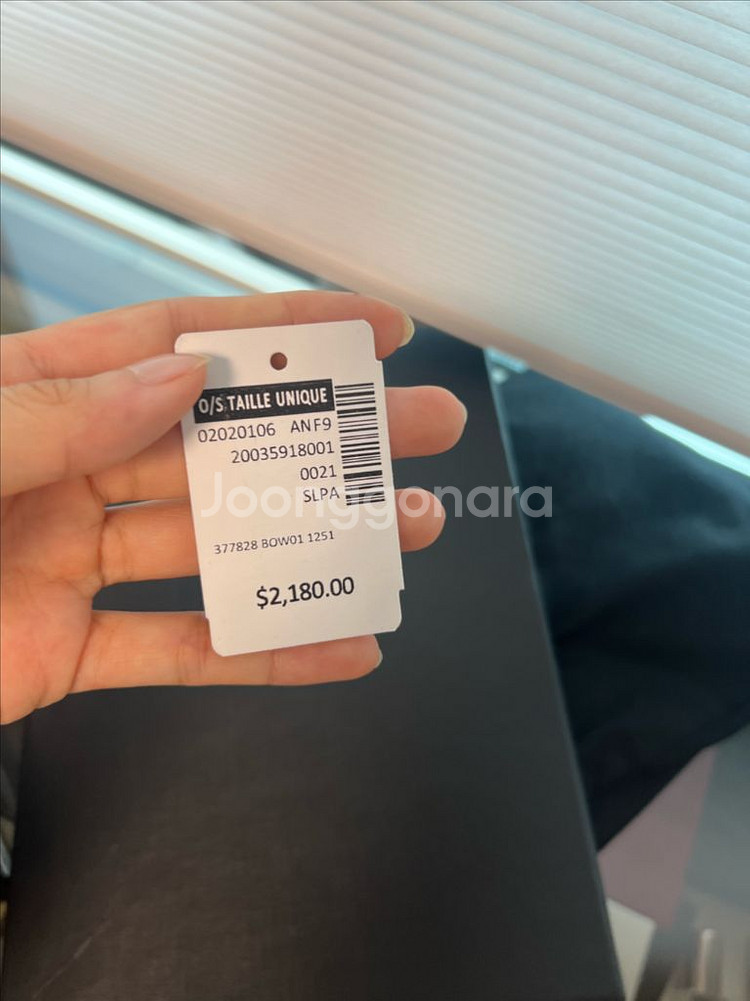 O/S TAILLE UNIQUE
02020106 ANF9
20035918001
0021
SLPA
Joonggonara
377828 BOW01 1251
$2,180.00